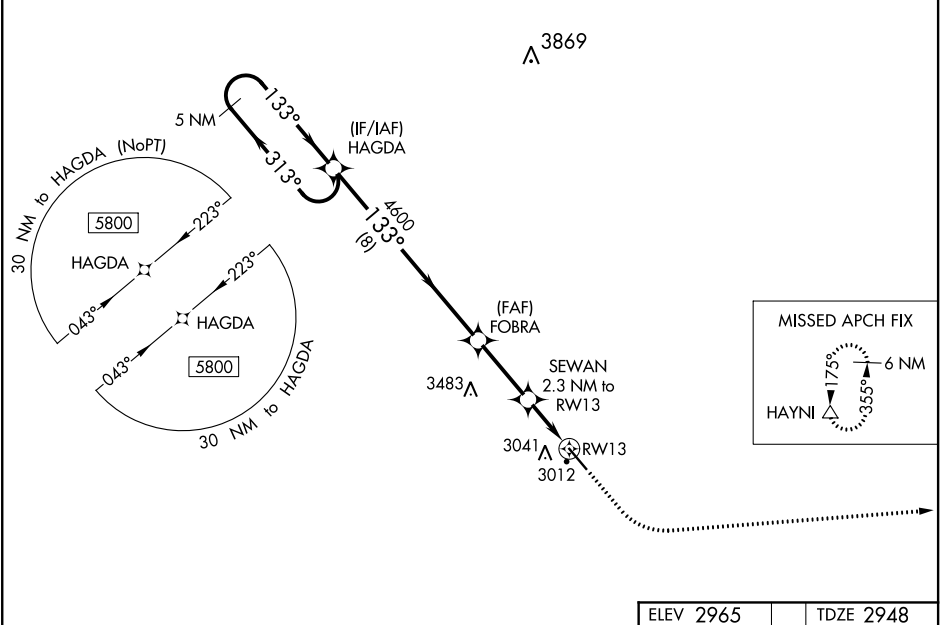 3869
133°
5 NM
(IF/IAF)
HAGDA
313°
30 NM to HAGDA (NoPT)
5800
223°
HAGDA
043°
4600
133°
(8)
223°
HAGDA
043°
5800
30 NM to HAGDA
(FAF)
FOBRA
SEWAN
2.3 NM to
RW13
3483
3041
RW13
3012
MISSED APCH FIX
175°
6 NM
355°
HAYNI
ELEV 2965
TDZE 2948